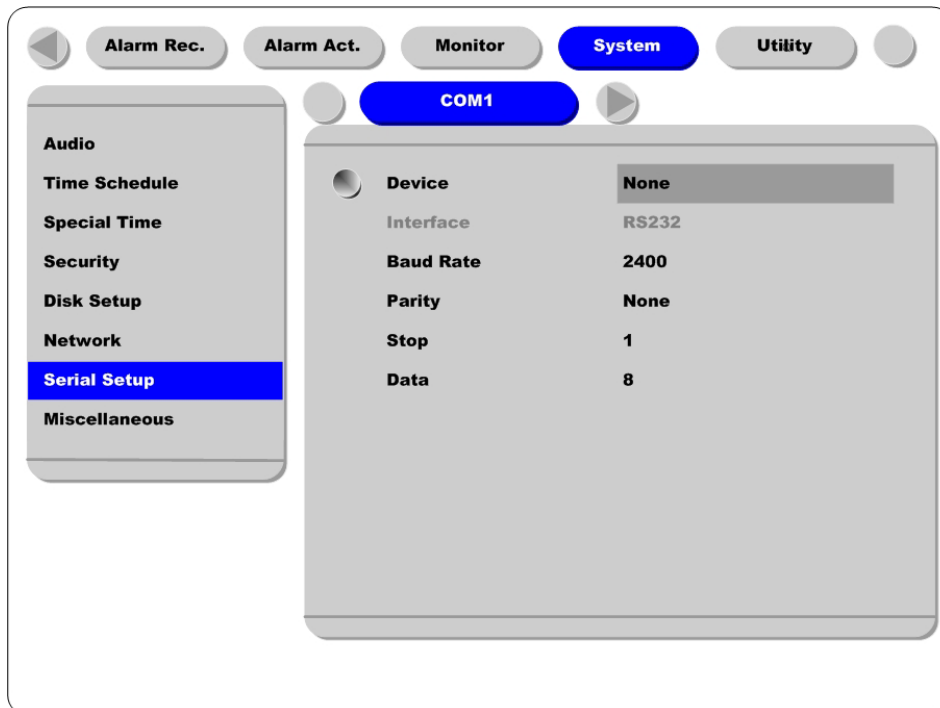 Alarm Rec. Alarm Act. Monitor System Utility
COM1
Audio
Time Schedule
Special Time
Security
Disk Setup
Network
Serial Setup
Miscellaneous
Device None
Interface RS232
Baud Rate 2400
Parity None
Stop 1
Data 8